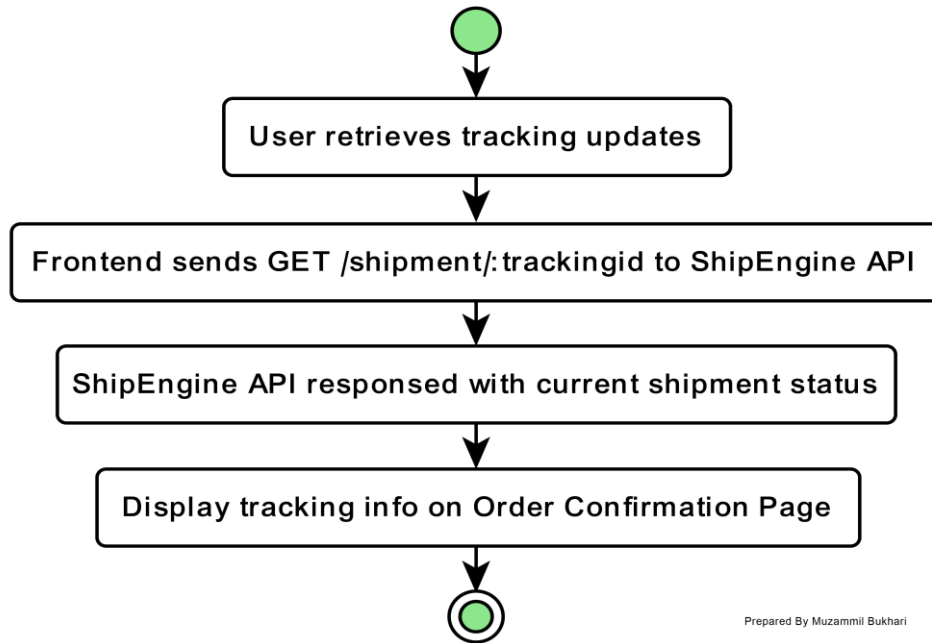 User retrieves tracking updates
Frontend sends GET /shipment/:trackingid to ShipEngine API
ShipEngine API responsed with current shipment status
Display tracking info on Order Confirmation Page
Prepared By Muzammil Bukhari